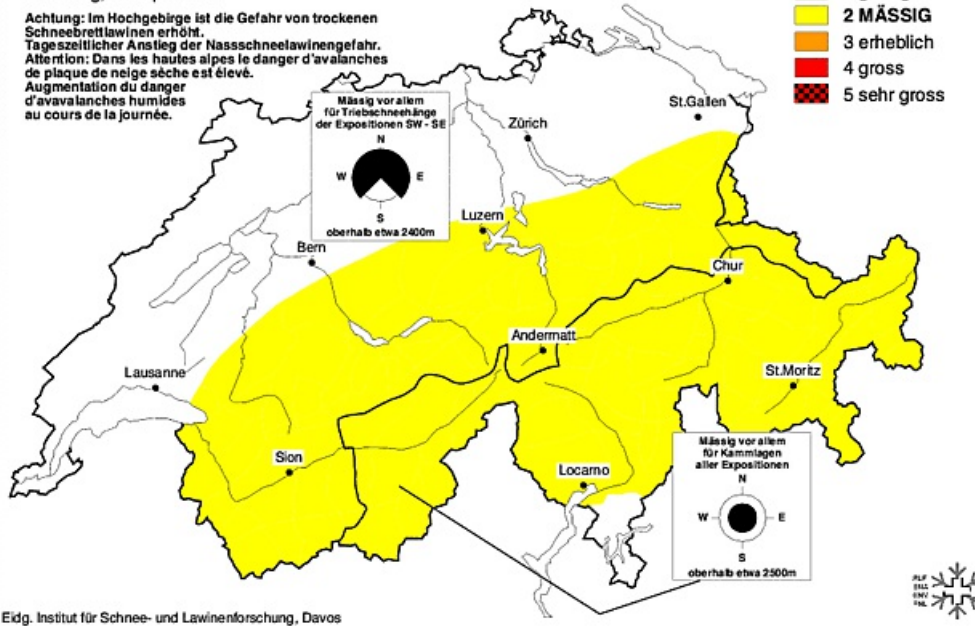 Achtung: Im Hochgebirge ist die Gefahr von trockenen
Schneebrettlawinen erhöht.
Tageszeitlicher Anstieg der Nassschneelawinengefahr.
Attention: Dans les hautes alpes le danger d'avalanches
de plaque de neige sèche est élevé.
Augmentation du danger
d'avavalanches humides
au cours de la journée.
2 MÄSSIG
3 erheblich
4 gross
5 sehr gross
Mässig vor allem
für Triebschneehänge
der Expositionen SW - SE
N
W
E
S
oberhalb etwa 2400m
St.Gallen
Zürich
Luzern
Bern
Chur
Andermatt
Lausanne
St.Moritz
Sion
Locarno
Mässig vor allem
für Kammlagen
aller Expositionen
N
W
E
S
oberhalb etwa 2500m
Eidg. Institut für Schnee- und Lawinenforschung, Davos